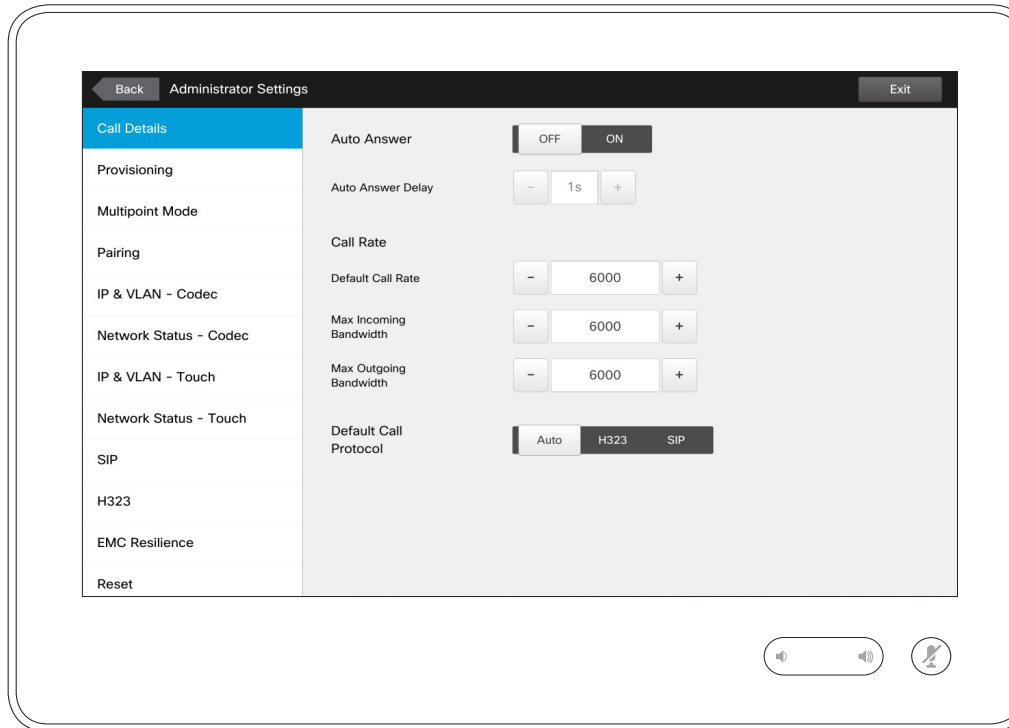 Back
Administrator Settings
Exit
Call Details
Provisioning
Multipoint Mode
Pairing
IP & VLAN - Codec
Network Status - Codec
IP & VLAN - Touch
Network Status - Touch
SIP
H323
EMC Resilience
Reset
Auto Answer
OFF
ON
Auto Answer Delay
-
1s
+
Call Rate
Default Call Rate
-
6000
+
Max Incoming
Bandwidth
-
6000
+
Max Outgoing
Bandwidth
-
6000
+
Default Call
Protocol
Auto
H323
SIP